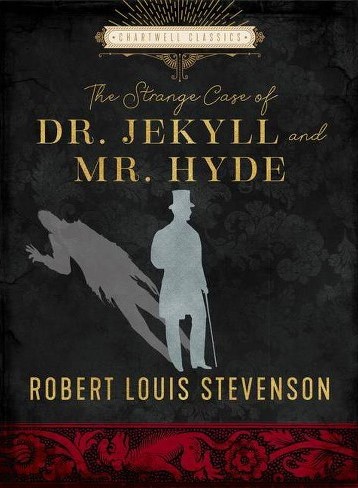 CHARTWELL CLASSICS
The Strange Case of
DR. JEKYLL and
MR. HYDE
ROBERT LOUIS STEVENSON